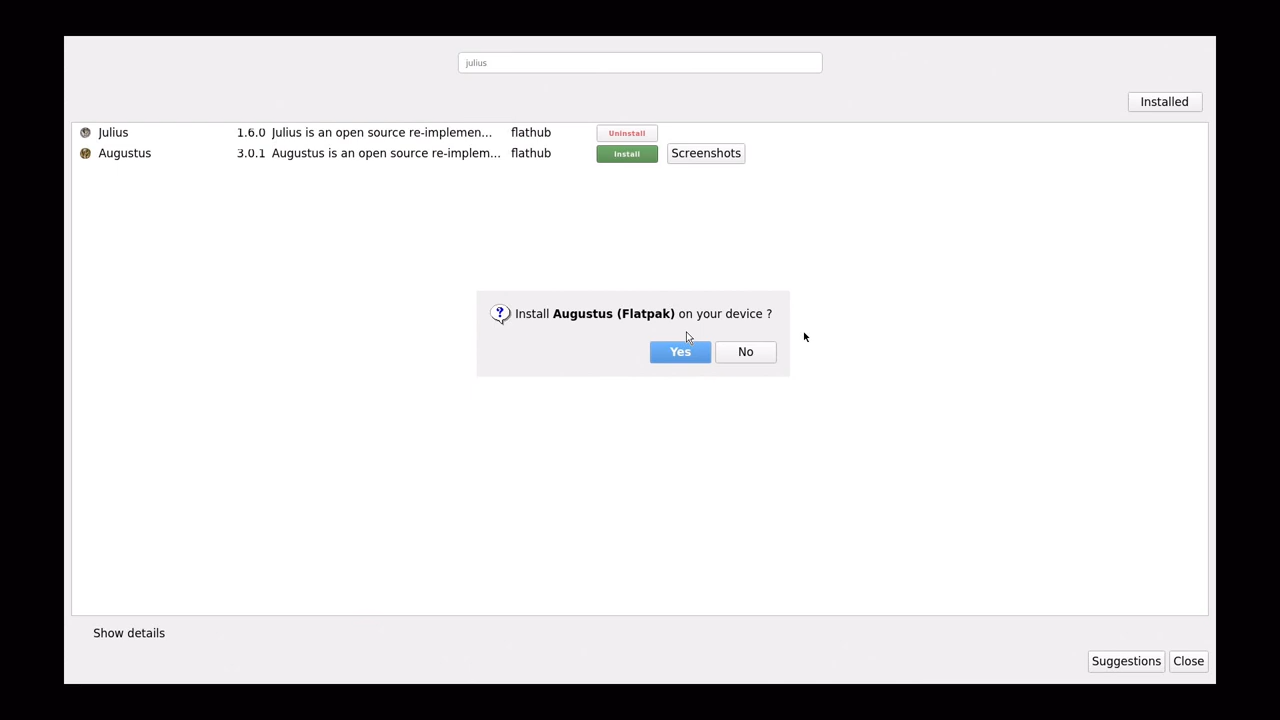 julius
Installed
Julius 1.6.0 Julius is an open source re-implemen... flathub Uninstall
Augustus 3.0.1 Augustus is an open source re-implem... flathub Install Screenshots
? Install Augustus (Flatpak) on your device ?
Yes No
Show details
Suggestions Close